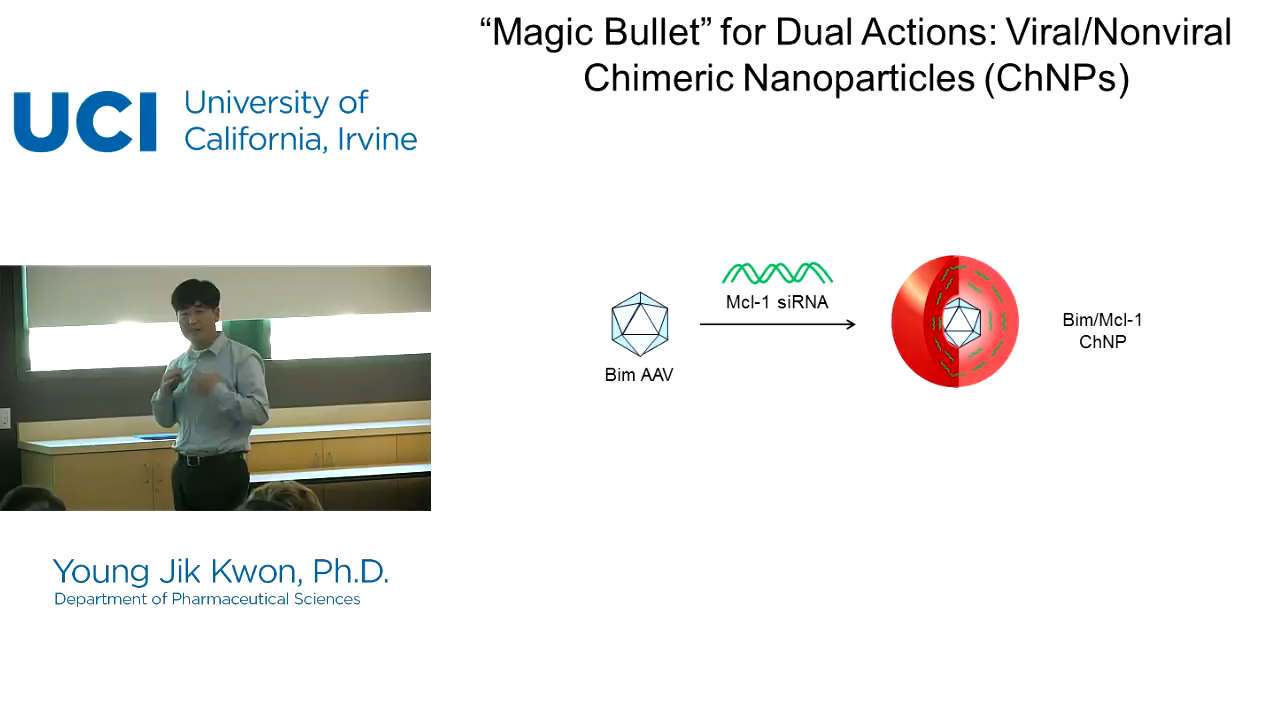 “Magic Bullet” for Dual Actions: Viral/Nonviral
Chimeric Nanoparticles (ChNPs)
UCI
University of
California, Irvine
Mcl-1 siRNA
Bim AAV
Bim/Mcl-1
ChNP
Young Jik Kwon, Ph.D.
Department of Pharmaceutical Sciences